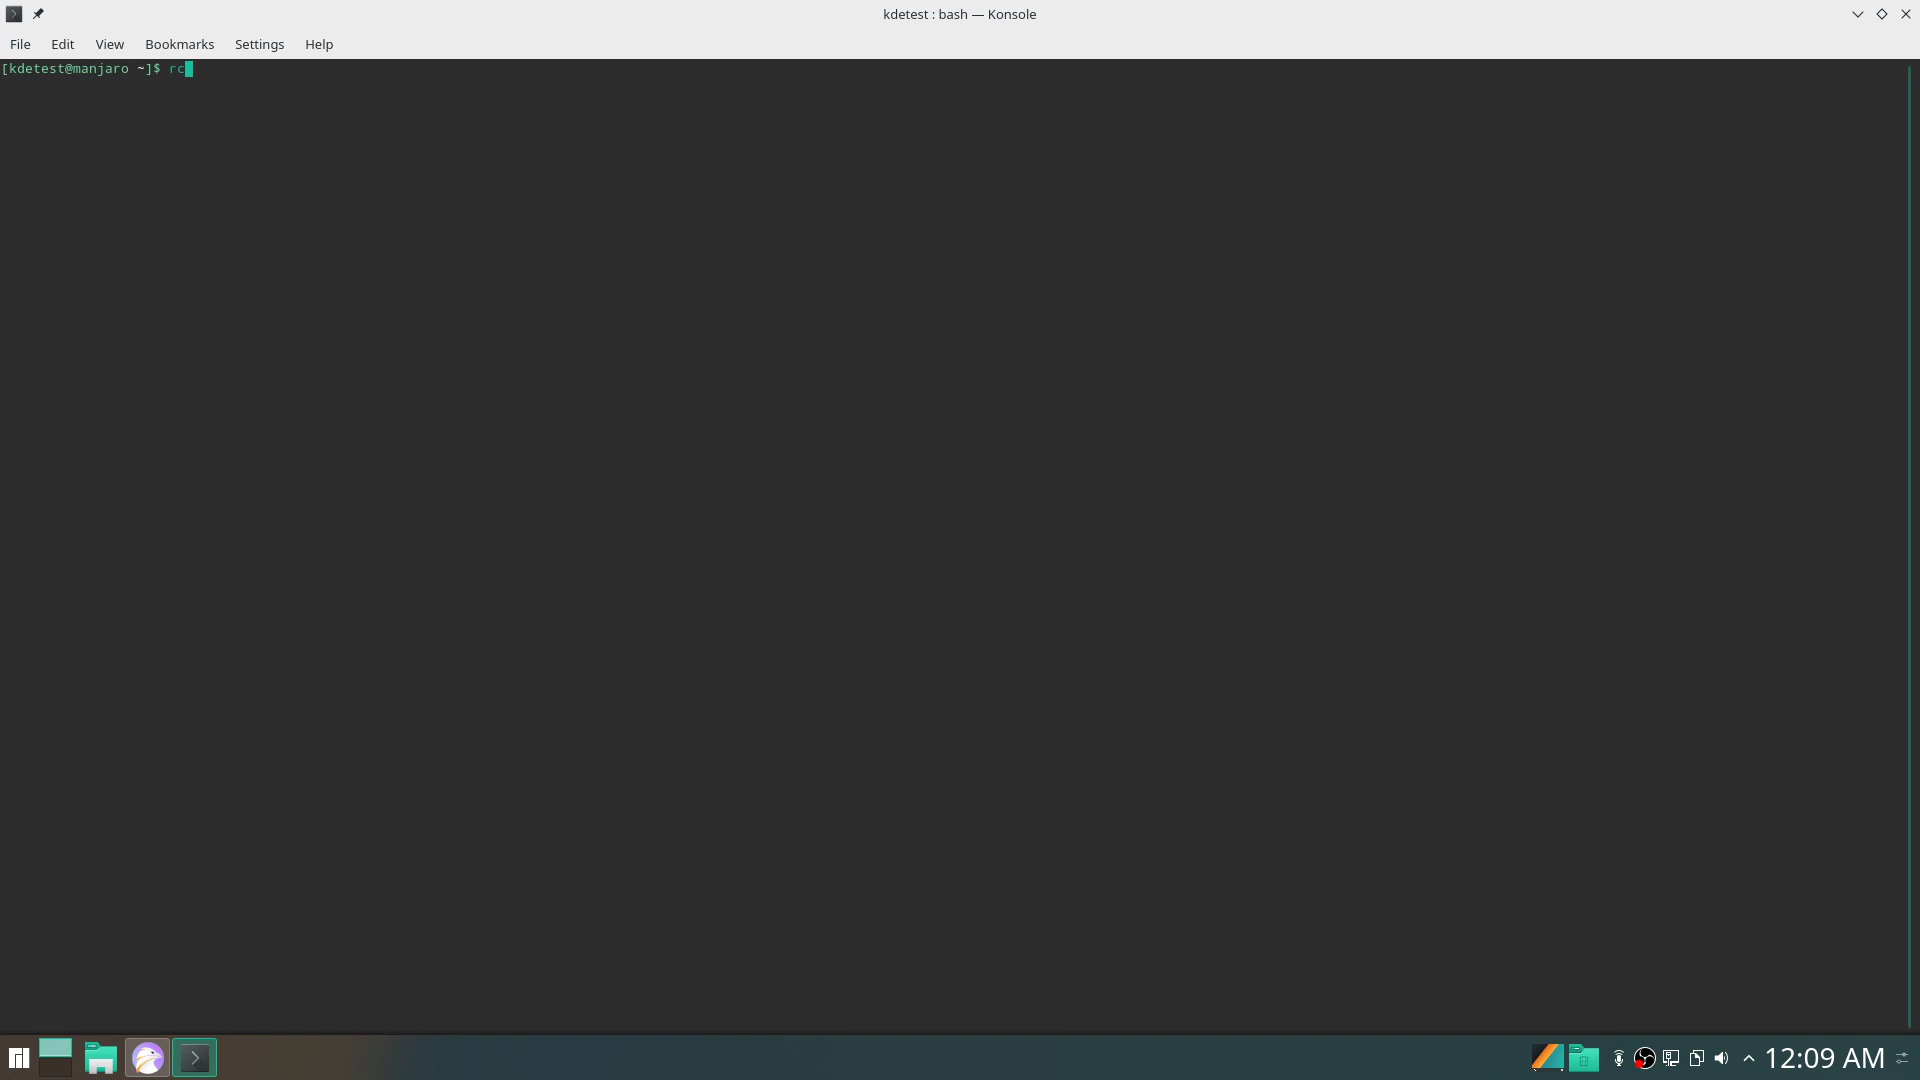 kdetest : bash — Konsole
File Edit View Bookmarks Settings Help
[kdetest@manjaro ~]$ rc
12:09 AM